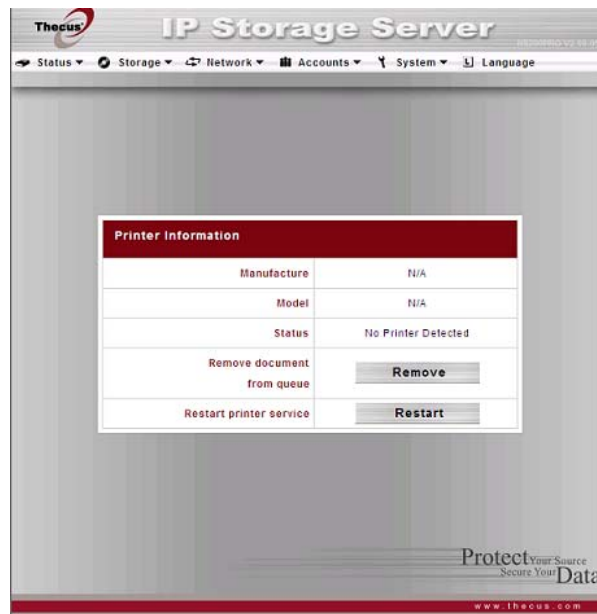 Thecus
IP Storage Server
Status Storage Network Accounts System Language
Printer Information
Manufacture N/A
Model N/A
Status No Printer Detected
Remove document
from queue
Remove
Restart printer service Restart
Protect Your Source
Secure Your Data
www.thecus.com